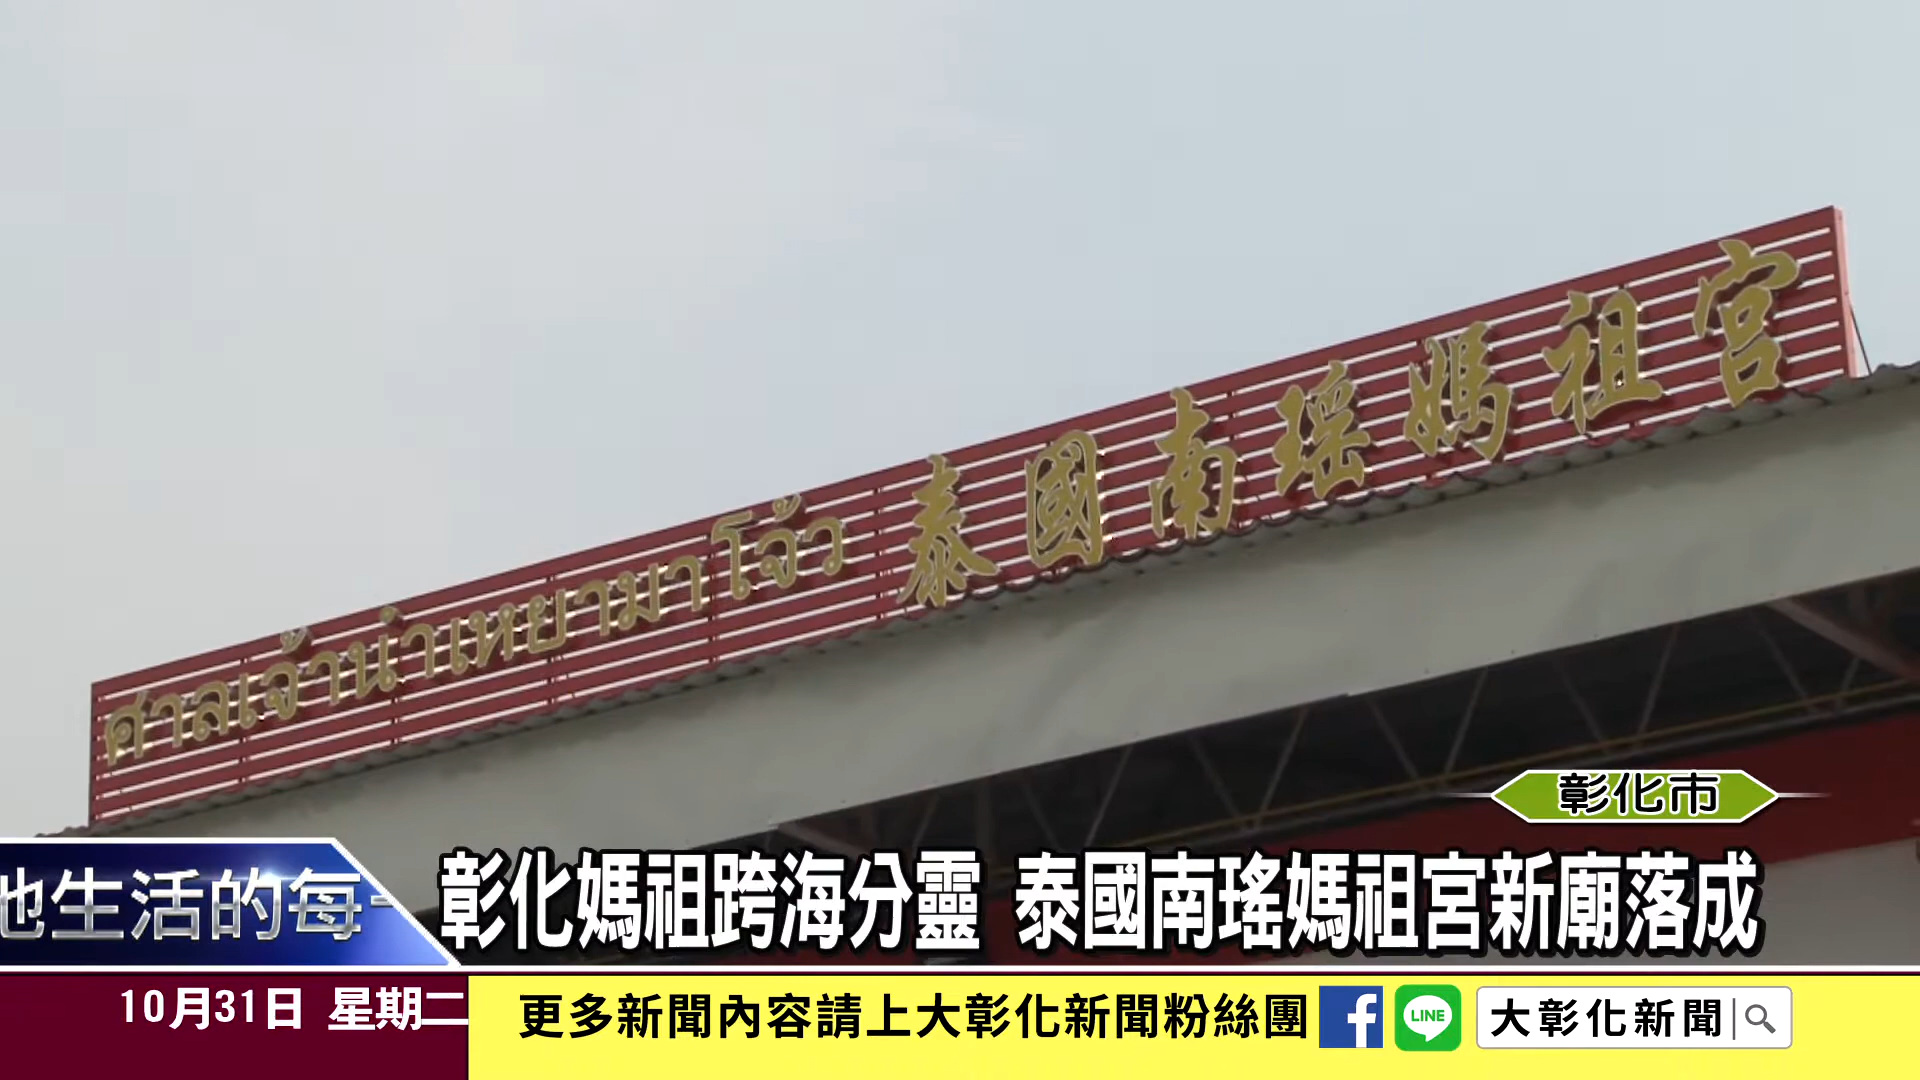 ศาลเจ้านำเหยามาโจ้ว 泰國南瑤媽祖宮
彰化市
地生活的每一
彰化媽祖跨海分靈 泰國南瑤媽祖宮新廟落成
10月31日 星期二
更多新聞內容請上大彰化新聞粉絲團
LINE
大彰化新聞